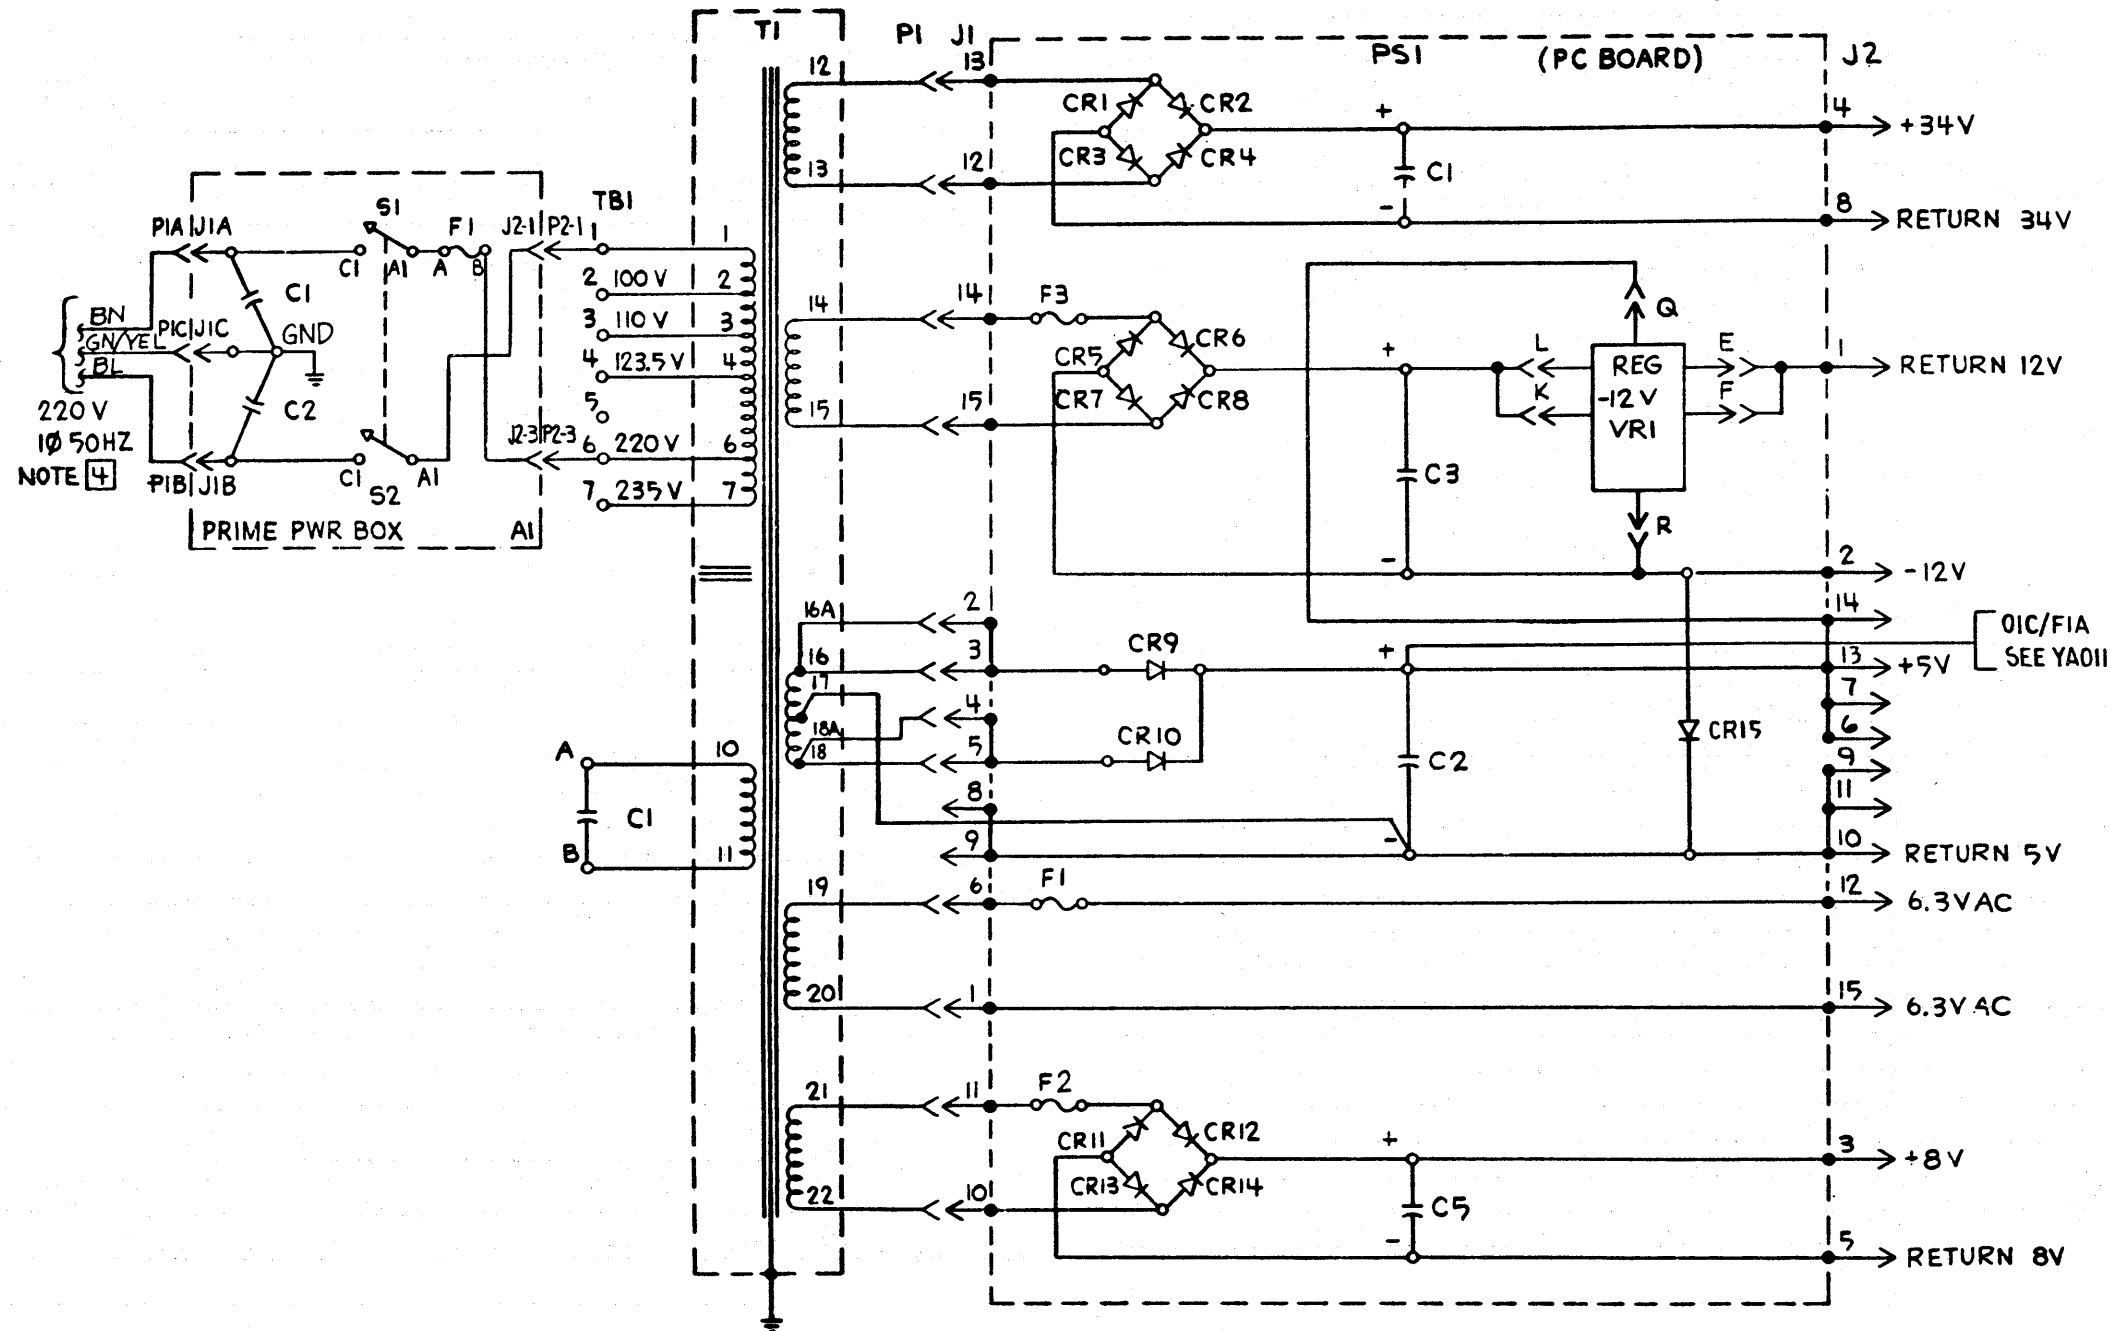 T1
P1 J1
PS1 (PC BOARD) J2
12 13
CR1 CR2
+ 4
+34V
CR3 CR4
C1
13 12
- 8
RETURN 34V
S1
TB1
P1A J1A
F1
J2-1 P2-1 1
1
C1 A1 A B
C1
2 100V 2
3 110V 3
4 123.5V 4
5
6 220V 6
7 235V 7
BN
P1C J1C GND
GN/YEL
BL
C2
220V
1Ø 50HZ
NOTE 4
P1B J1B
C1 A1
S2
J2-3 P2-3
PRIME PWR BOX A1
14 14 F3
CR6
CR5
CR7 CR8
15 15
+
C3
-
Q
L REG E 1
RETURN 12V
K -12V F
VR1
R
2
-12V
16A 2
14
01C/F1A
SEE YA011
16 3 CR9 + 13
+5V
17
4 7
18A
6
18 5 CR10
C2 CR15
9
8 11
9 - 10
RETURN 5V
A 10
C1
B 11
19 6 F1 12
6.3VAC
20 1 15
6.3VAC
21 11 F2
CR11 CR12
+ 3
+8V
CR13 CR14
C5
22 10
- 5
RETURN 8V